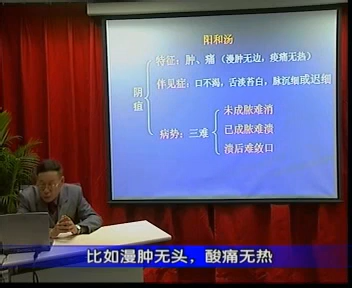 阳和汤
特征：肿、痛（漫肿无边，痠痛无热）
阴疽
伴见症：口不渴，舌淡苔白，脉沉细或迟细
病势：三难
未成脓难消
已成脓难溃
溃后难敛口
比如漫肿无头，酸痛无热